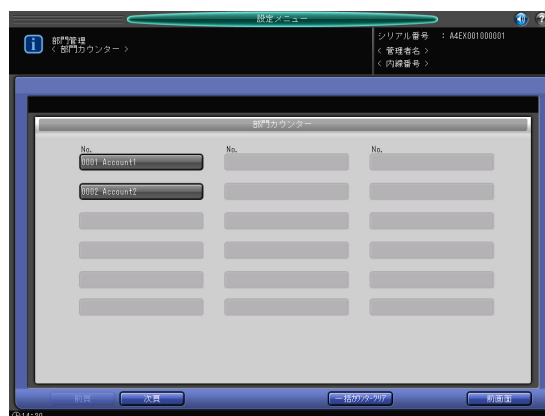 設定メニュー
部門管理
< 部門カウンター >
シリアル番号 : A4EX001000001
< 管理者名 >
< 内線番号 >
部門カウンター
No. No. No.
0001 Account1
0002 Account2
前頁 次頁 一括カウンタークリア 前画面
14:20